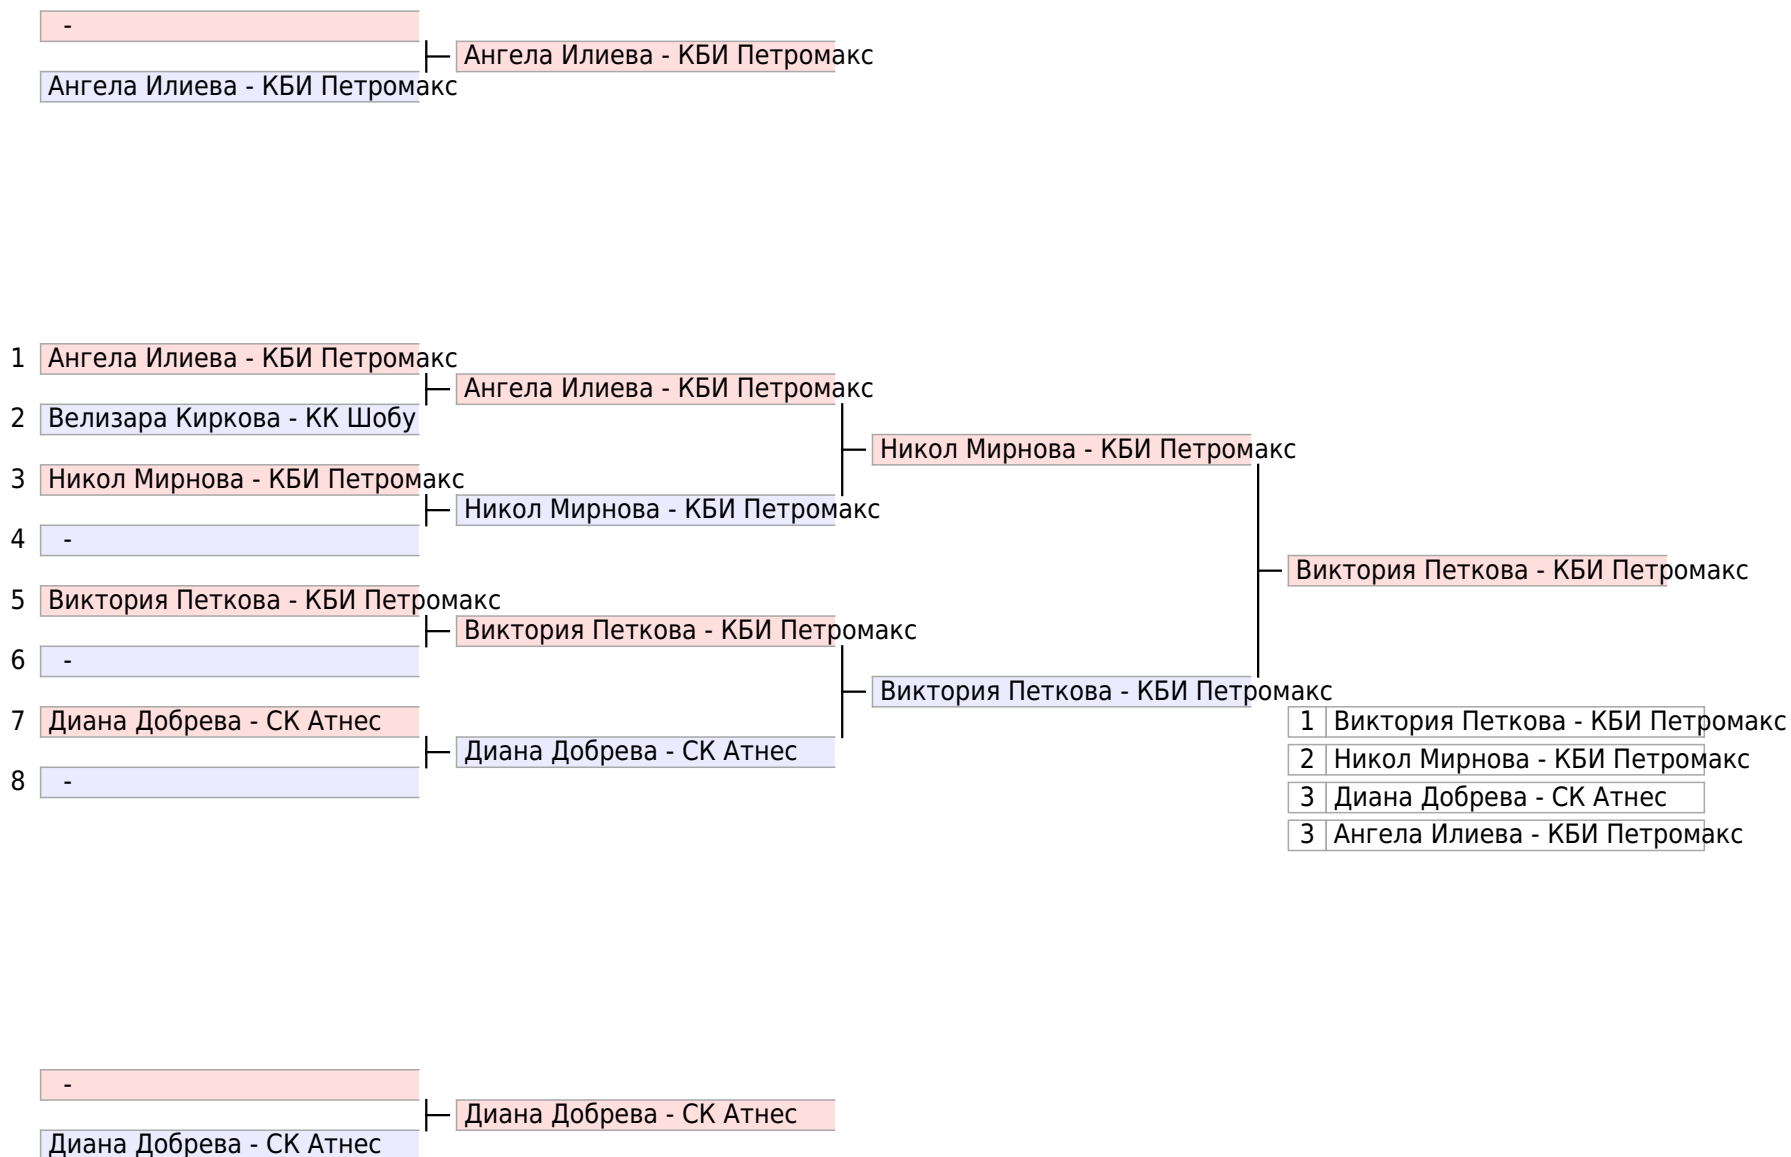 -
Ангела Илиева - КБИ Петромакс
Ангела Илиева - КБИ Петромакс
1 Ангела Илиева - КБИ Петромакс
Ангела Илиева - КБИ Петромакс
2 Велизара Киркова - КК Шобу
Никол Мирнова - КБИ Петромакс
3 Никол Мирнова - КБИ Петромакс
Никол Мирнова - КБИ Петромакс
4 -
Виктория Петкова - КБИ Петромакс
5 Виктория Петкова - КБИ Петромакс
Виктория Петкова - КБИ Петромакс
6 -
Виктория Петкова - КБИ Петромакс
7 Диана Добрева - СК Атнес
Диана Добрева - СК Атнес
8 -
1 Виктория Петкова - КБИ Петромакс
2 Никол Мирнова - КБИ Петромакс
3 Диана Добрева - СК Атнес
3 Ангела Илиева - КБИ Петромакс
-
Диана Добрева - СК Атнес
Диана Добрева - СК Атнес